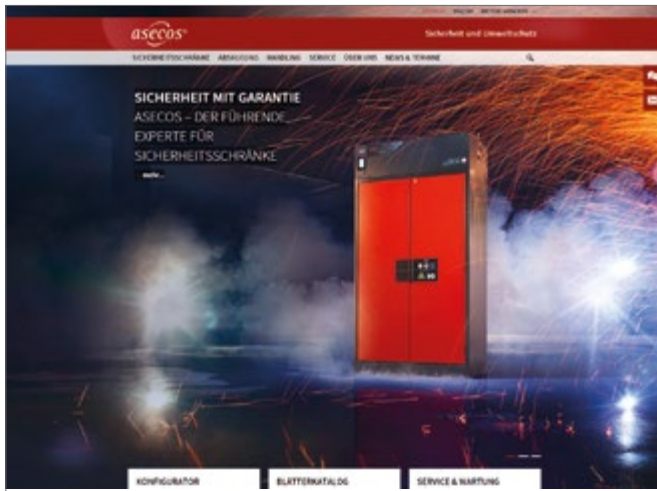 asecos
Sicherheit und Umweltschutz
SICHERHEITSSCHRÄNKE ABSAUGUNG HANDLING SERVICE ÜBER UNS NEWS & TERMINE
SICHERHEIT MIT GARANTIE
ASECOS – DER FÜHRENDE
EXPERTE FÜR
SICHERHEITSSCHRÄNKE
mehr...
KONFIGURATOR BLÄTTERKATALOG SERVICE & WARTUNG